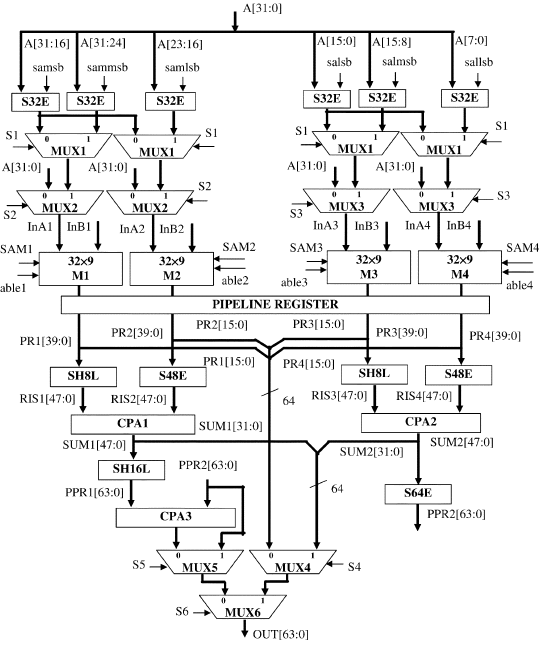 A[31:0]
A[31:16] A[31:24] A[23:16] A[15:0] A[15:8] A[7:0]
samsb sammsb samlsb salsb salmsb sallsb
S32E S32E S32E S32E S32E S32E
S1 0 1 0 1 S1 S1 0 1 0 1 S1
MUX1 MUX1 MUX1 MUX1
A[31:0] A[31:0] A[31:0] A[31:0]
S2 0 1 0 1 S2 S3 0 1 0 1 S3
MUX2 MUX2 MUX3 MUX3
InA1 InB1 InA2 InB2 InA3 InB3 InA4 InB4
SAM1 SAM2 SAM3 SAM4
32×9 32×9 32×9 32×9
M1 M2 M3 M4
able1 able2 able3 able4
PIPELINE REGISTER
PR1[39:0] PR2[39:0] PR2[15:0] PR3[15:0] PR3[39:0] PR4[39:0]
PR1[15:0] PR4[15:0]
SH8L S48E SH8L S48E
RIS1[47:0] RIS2[47:0] 64 RIS3[47:0] RIS4[47:0]
CPA1 CPA2
SUM1[31:0]
SUM1[47:0] SUM2[31:0] SUM2[47:0]
SH16L PPR2[63:0]
PPR1[63:0] 64 S64E
PPR2[63:0]
CPA3
0 1 0 1
S5 MUX5 MUX4 S4
0 1
S6 MUX6
OUT[63:0]